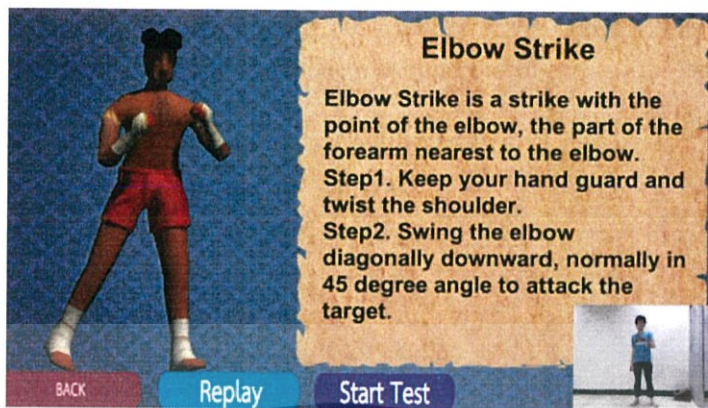 Elbow Strike
Elbow Strike is a strike with the
point of the elbow, the part of the
forearm nearest to the elbow.
Step1. Keep your hand guard and
twist the shoulder.
Step2. Swing the elbow
diagonally downward, normally in
45 degree angle to attack the
target.
BACK
Replay
Start Test